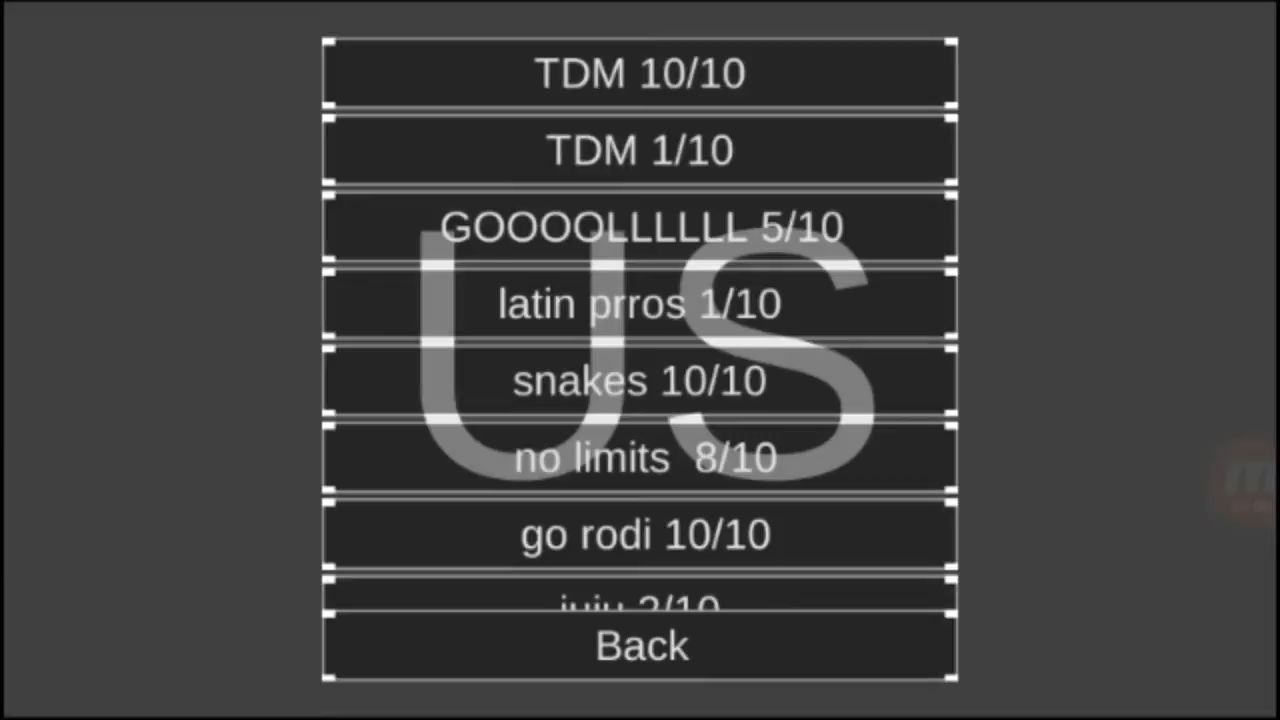 TDM 10/10
TDM 1/10
GOOOOLLLLLL 5/10
US
latin prros 1/10
snakes 10/10
no limits  8/10
go rodi 10/10
Back